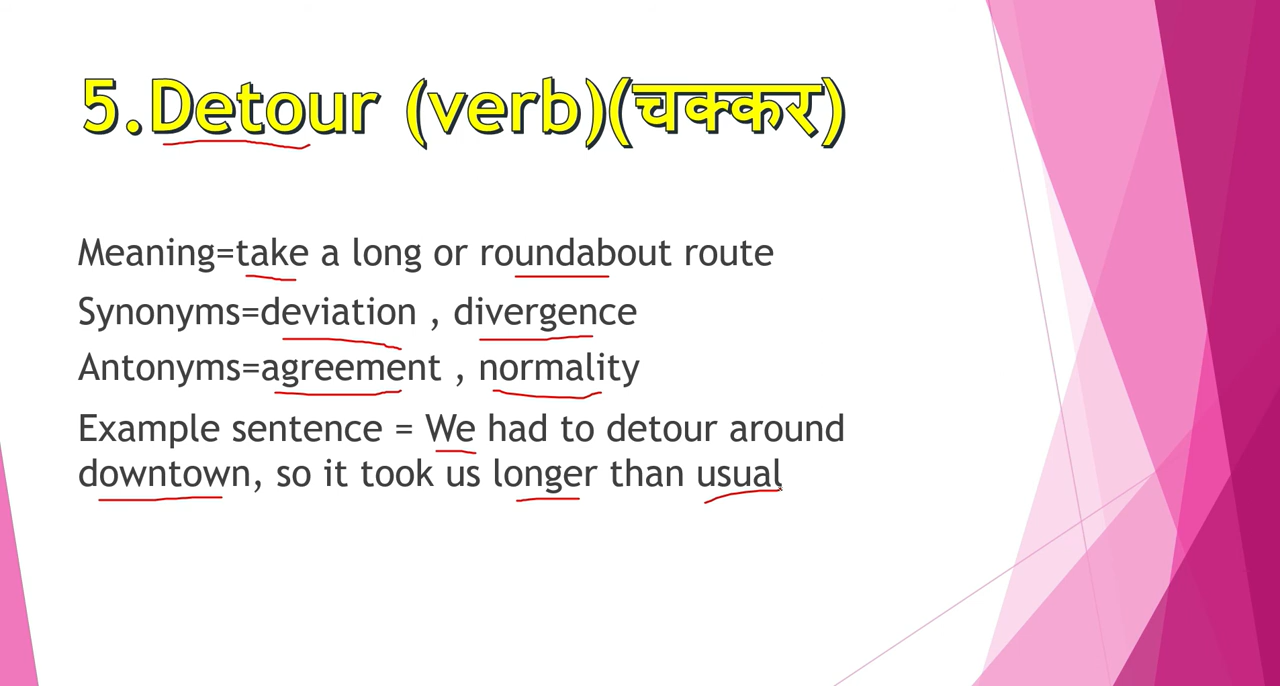 5.Detour (verb)(चक्कर)
Meaning=take a long or roundabout route
Synonyms=deviation , divergence
Antonyms=agreement , normality
Example sentence = We had to detour around
downtown, so it took us longer than usual